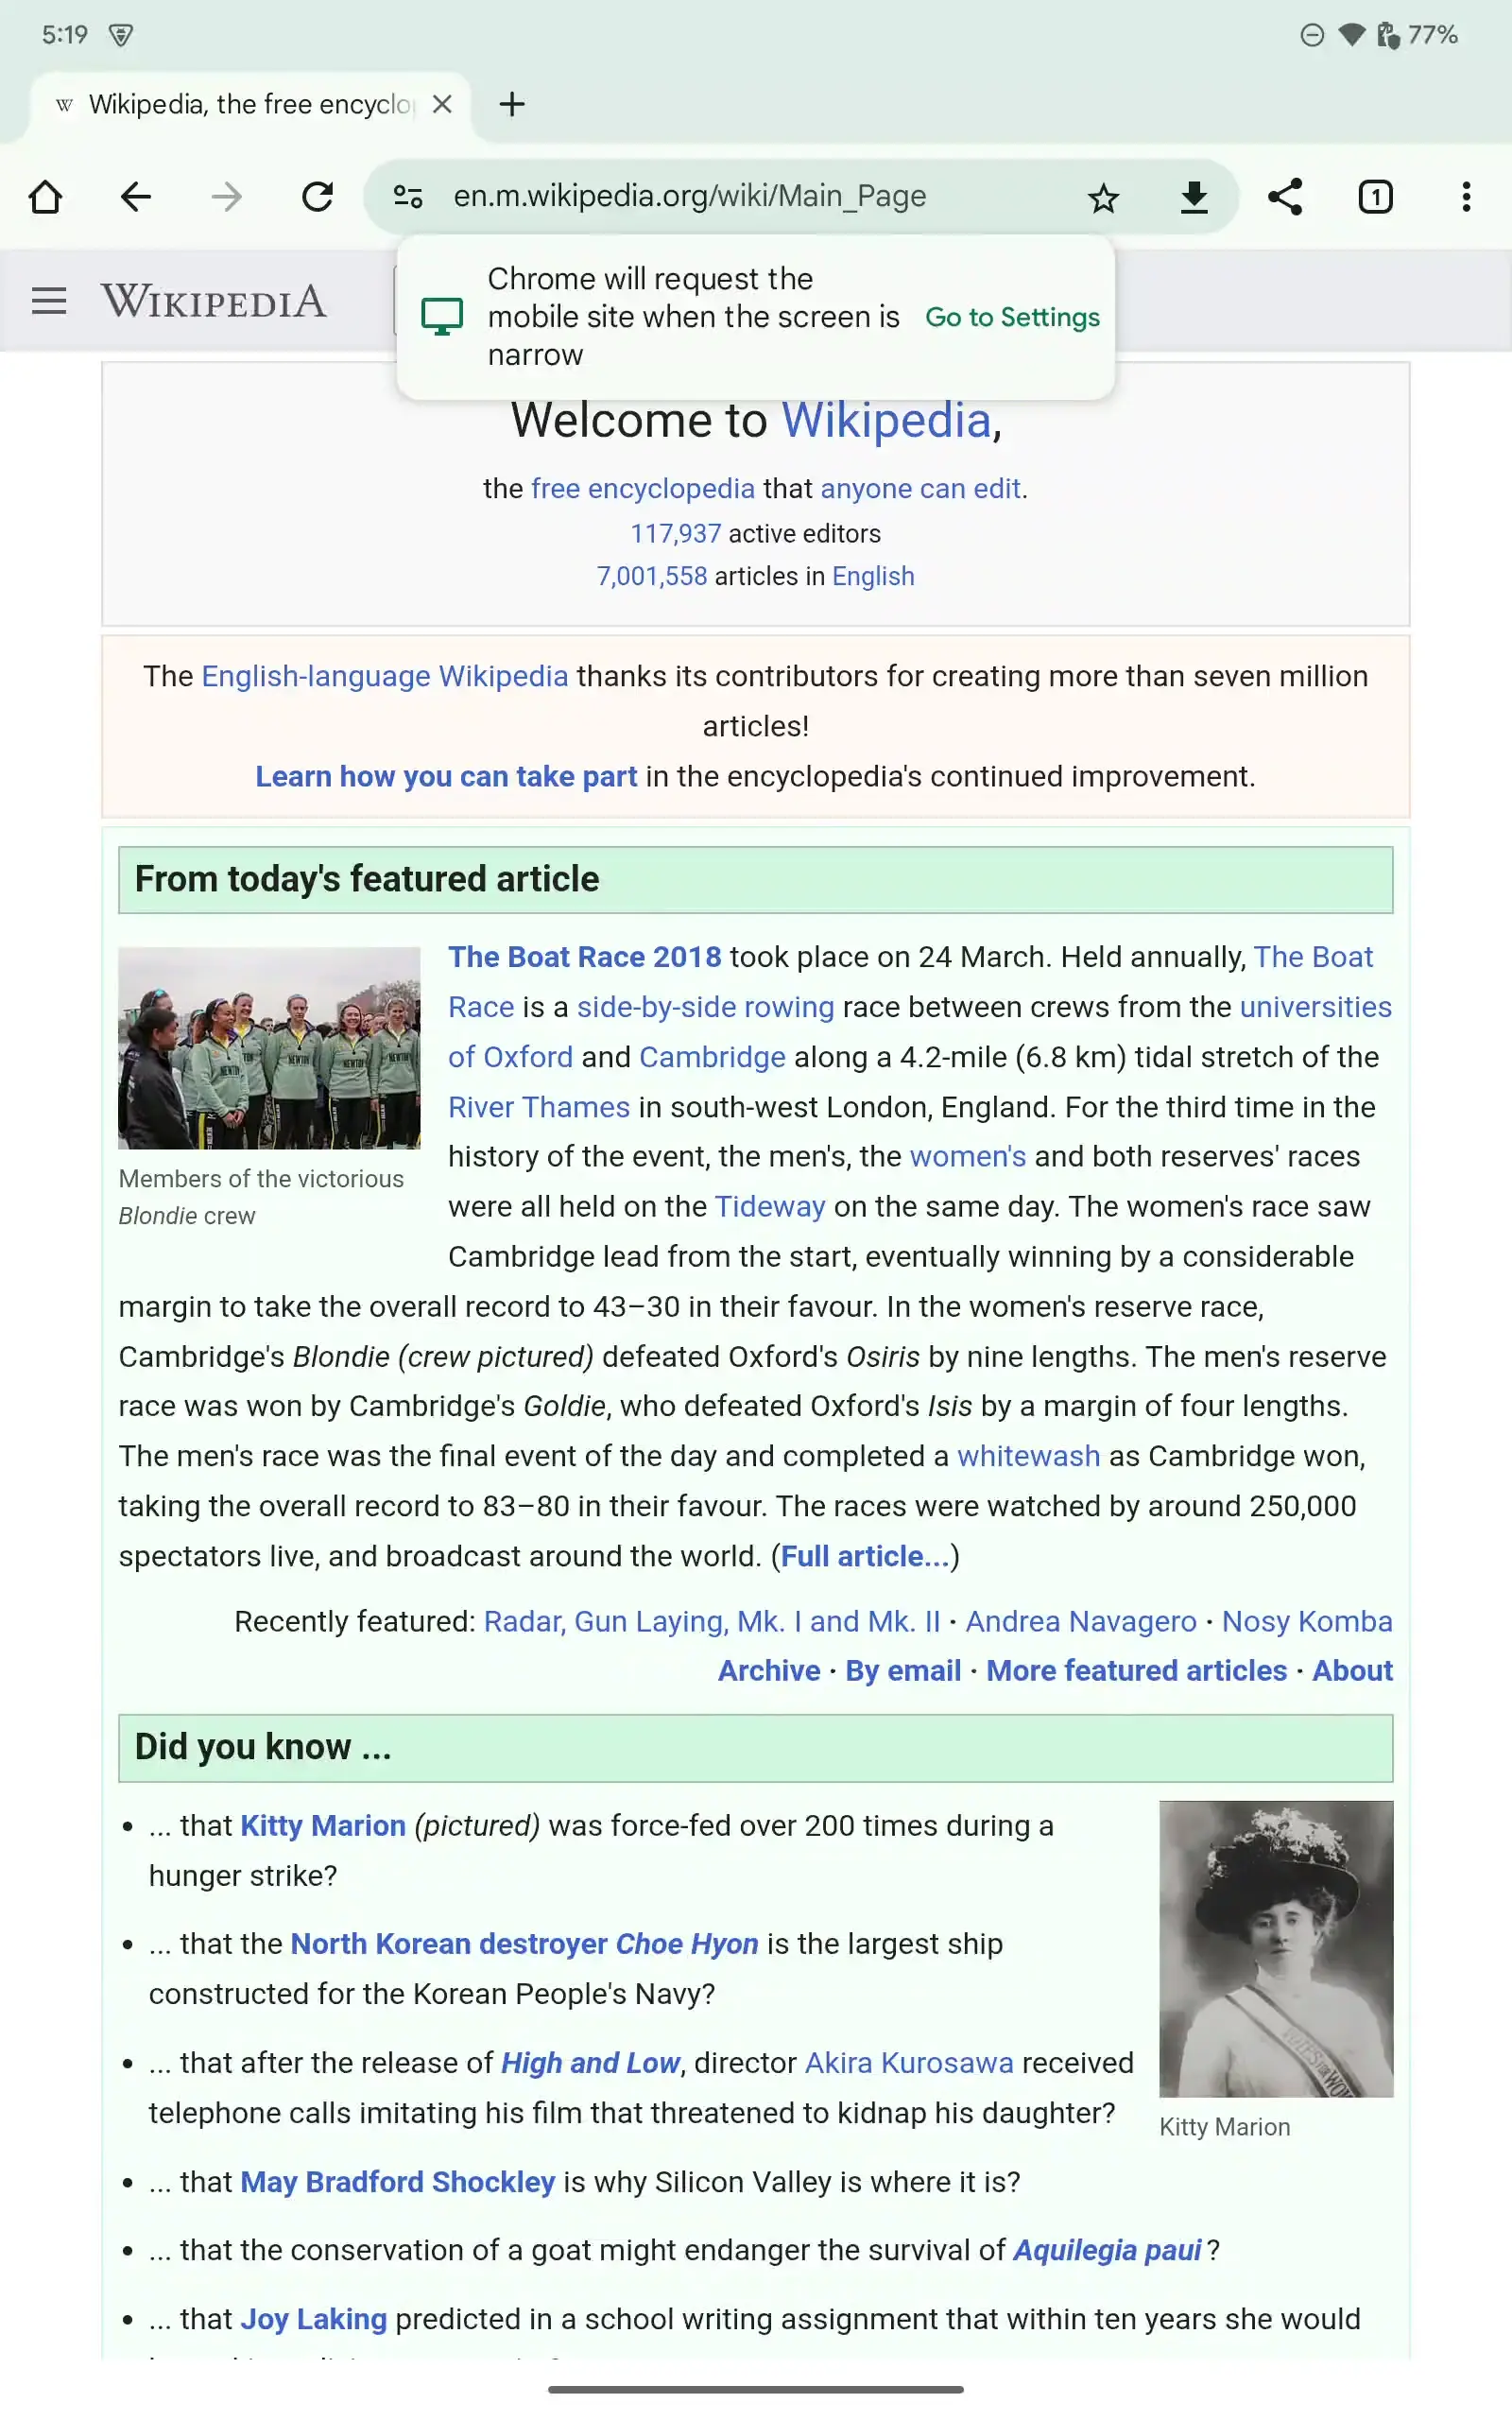 5:19
77%
Wikipedia, the free encyclo
en.m.wikipedia.org/wiki/Main_Page
1
WIKIPEDIA
Chrome will request the
mobile site when the screen is
narrow
Go to Settings
Welcome to Wikipedia,
the free encyclopedia that anyone can edit.
117,937 active editors
7,001,558 articles in English
The English-language Wikipedia thanks its contributors for creating more than seven million
articles!
Learn how you can take part in the encyclopedia's continued improvement.
From today's featured article
NEWTON NEWTON NEWTON NEWTON
Members of the victorious
Blondie crew
The Boat Race 2018 took place on 24 March. Held annually, The Boat
Race is a side-by-side rowing race between crews from the universities
of Oxford and Cambridge along a 4.2-mile (6.8 km) tidal stretch of the
River Thames in south-west London, England. For the third time in the
history of the event, the men's, the women's and both reserves' races
were all held on the Tideway on the same day. The women's race saw
Cambridge lead from the start, eventually winning by a considerable
margin to take the overall record to 43–30 in their favour. In the women's reserve race,
Cambridge's Blondie (crew pictured) defeated Oxford's Osiris by nine lengths. The men's reserve
race was won by Cambridge's Goldie, who defeated Oxford's Isis by a margin of four lengths.
The men's race was the final event of the day and completed a whitewash as Cambridge won,
taking the overall record to 83–80 in their favour. The races were watched by around 250,000
spectators live, and broadcast around the world. (Full article...)
Recently featured: Radar, Gun Laying, Mk. I and Mk. II · Andrea Navagero · Nosy Komba
Archive · By email · More featured articles · About
Did you know ...
... that Kitty Marion (pictured) was force-fed over 200 times during a
hunger strike?
... that the North Korean destroyer Choe Hyon is the largest ship
constructed for the Korean People's Navy?
... that after the release of High and Low, director Akira Kurosawa received
telephone calls imitating his film that threatened to kidnap his daughter?
Kitty Marion
... that May Bradford Shockley is why Silicon Valley is where it is?
... that the conservation of a goat might endanger the survival of Aquilegia paui?
... that Joy Laking predicted in a school writing assignment that within ten years she would